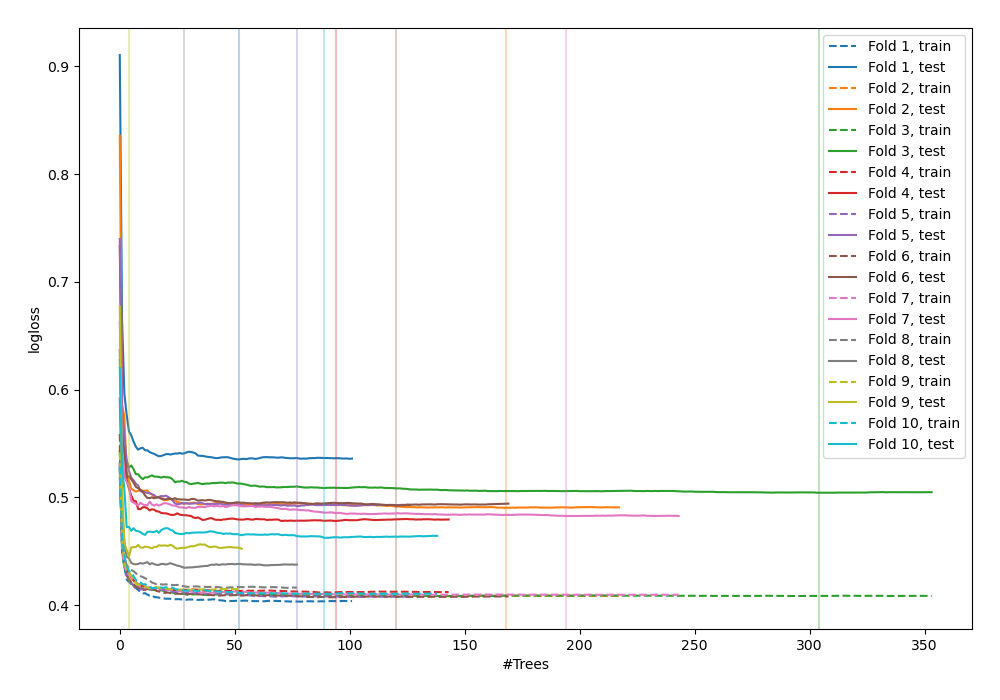 0.9
0.8
0.7
0.6
0.5
0.4
logloss
0
50
100
150
200
250
300
350
#Trees
Fold 1, train
Fold 1, test
Fold 2, train
Fold 2, test
Fold 3, train
Fold 3, test
Fold 4, train
Fold 4, test
Fold 5, train
Fold 5, test
Fold 6, train
Fold 6, test
Fold 7, train
Fold 7, test
Fold 8, train
Fold 8, test
Fold 9, train
Fold 9, test
Fold 10, train
Fold 10, test